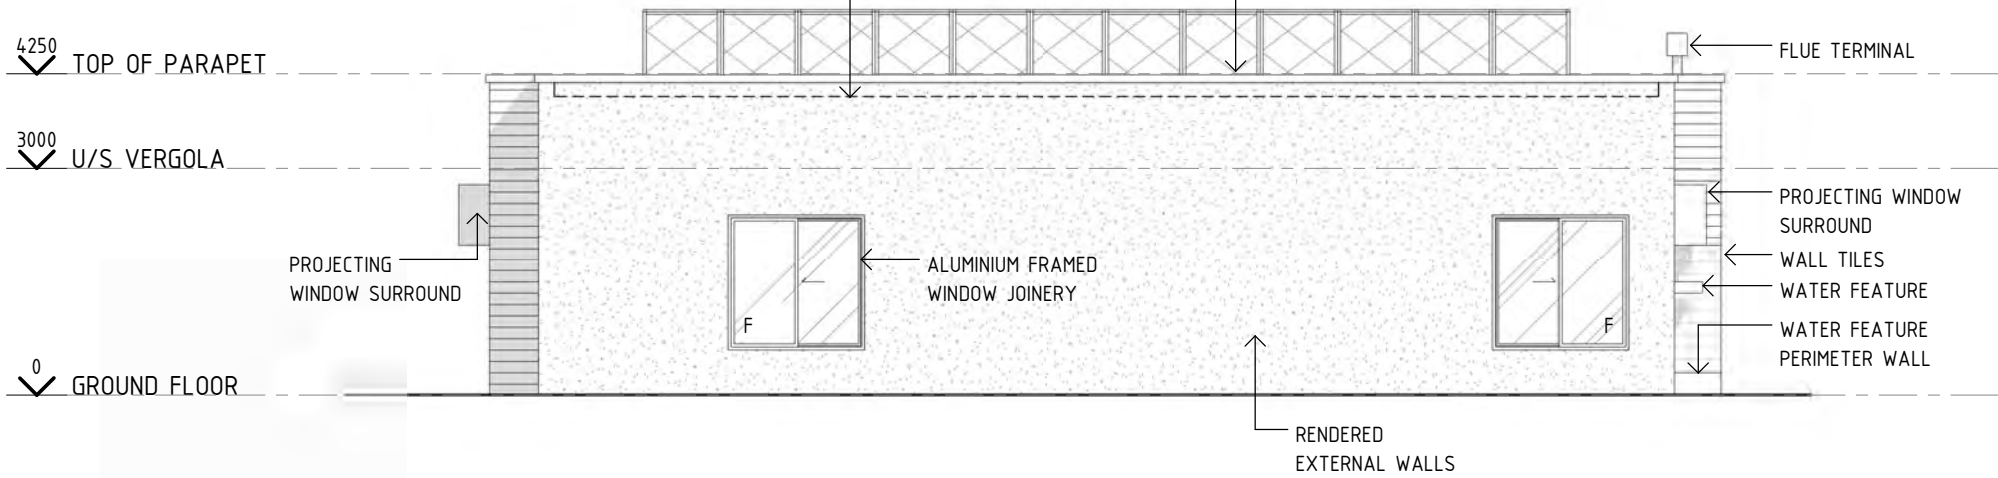 4250
TOP OF PARAPET
FLUE TERMINAL
3000
U/S VERGOLA
PROJECTING WINDOW
SURROUND
WALL TILES
PROJECTING
WINDOW SURROUND
ALUMINIUM FRAMED
WINDOW JOINERY
WATER FEATURE
F
F
WATER FEATURE
PERIMETER WALL
0
GROUND FLOOR
RENDERED
EXTERNAL WALLS